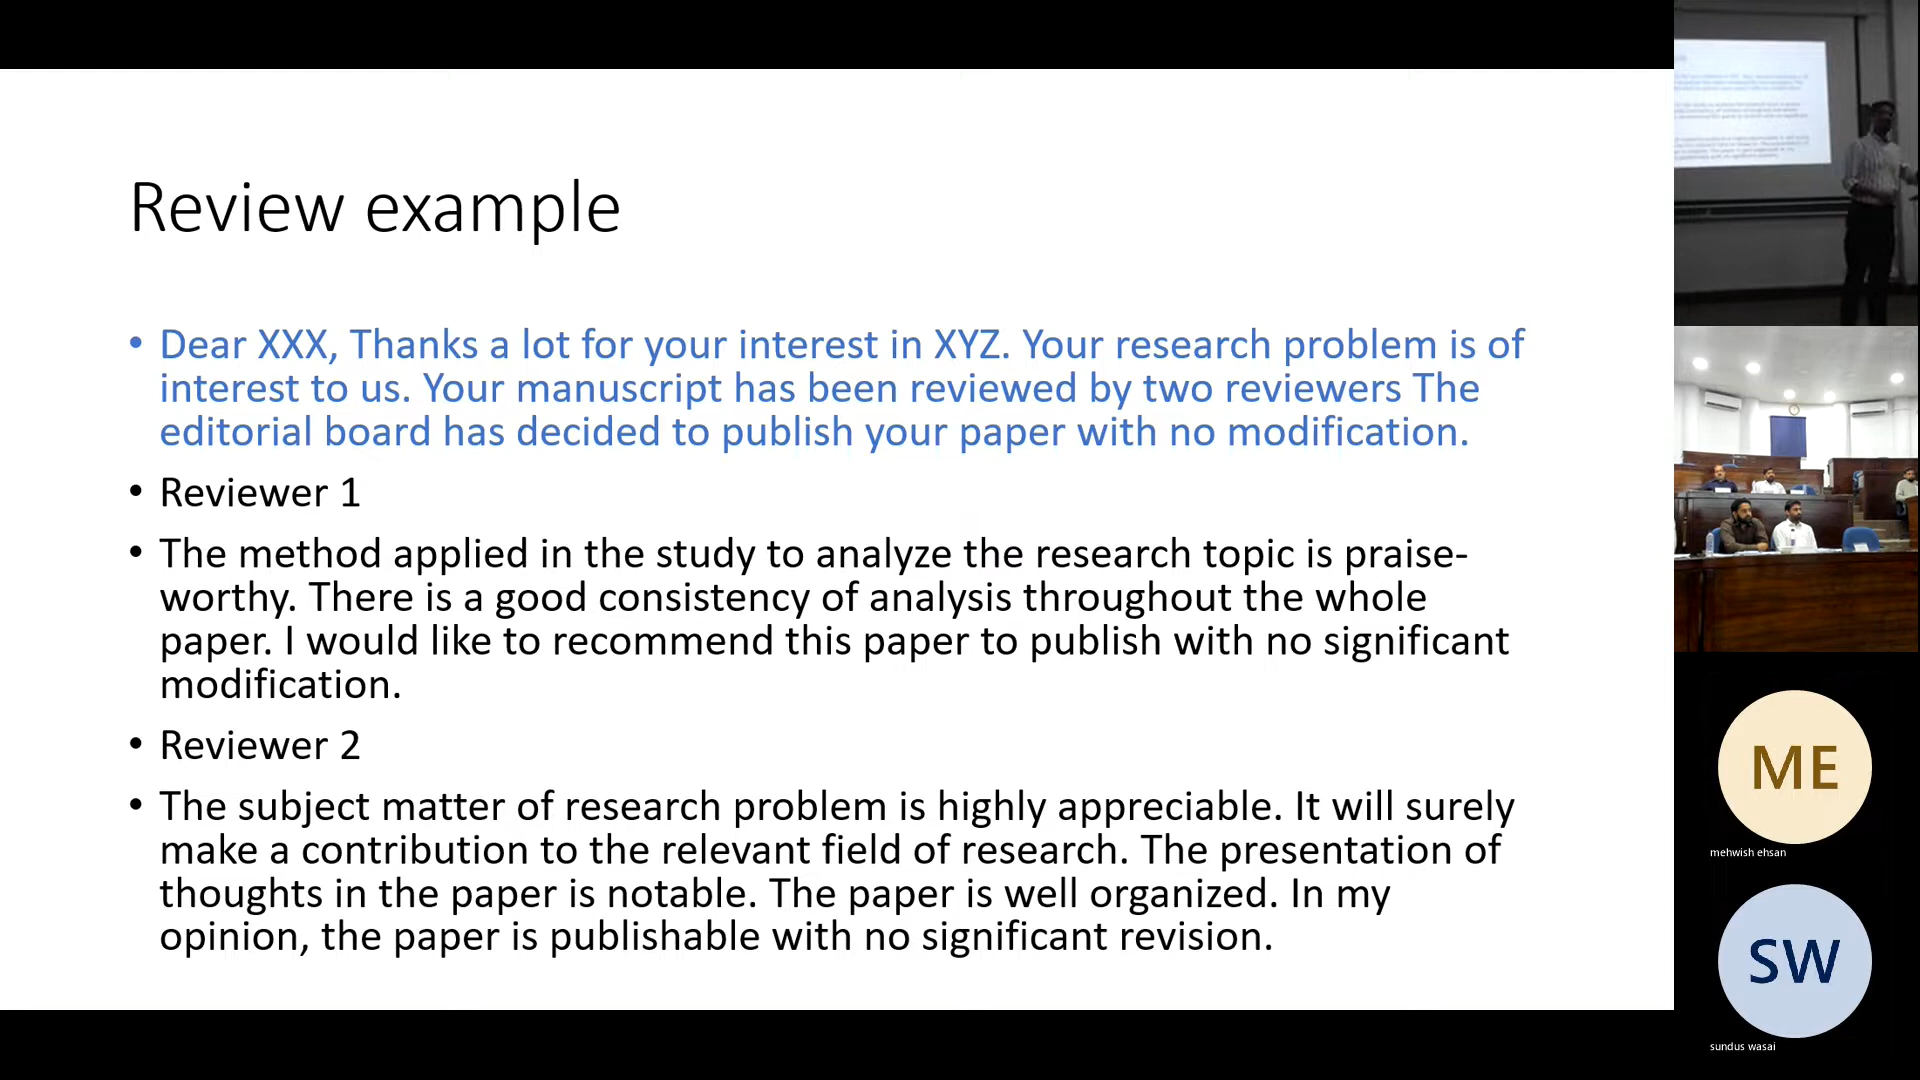 Review example
• Dear XXX, Thanks a lot for your interest in XYZ. Your research problem is of
interest to us. Your manuscript has been reviewed by two reviewers The
editorial board has decided to publish your paper with no modification.
• Reviewer 1
• The method applied in the study to analyze the research topic is praise-
worthy. There is a good consistency of analysis throughout the whole
paper. I would like to recommend this paper to publish with no significant
modification.
• Reviewer 2
• The subject matter of research problem is highly appreciable. It will surely
make a contribution to the relevant field of research. The presentation of
thoughts in the paper is notable. The paper is well organized. In my
opinion, the paper is publishable with no significant revision.
ME
mehwish ehsan
SW
sundus wasai